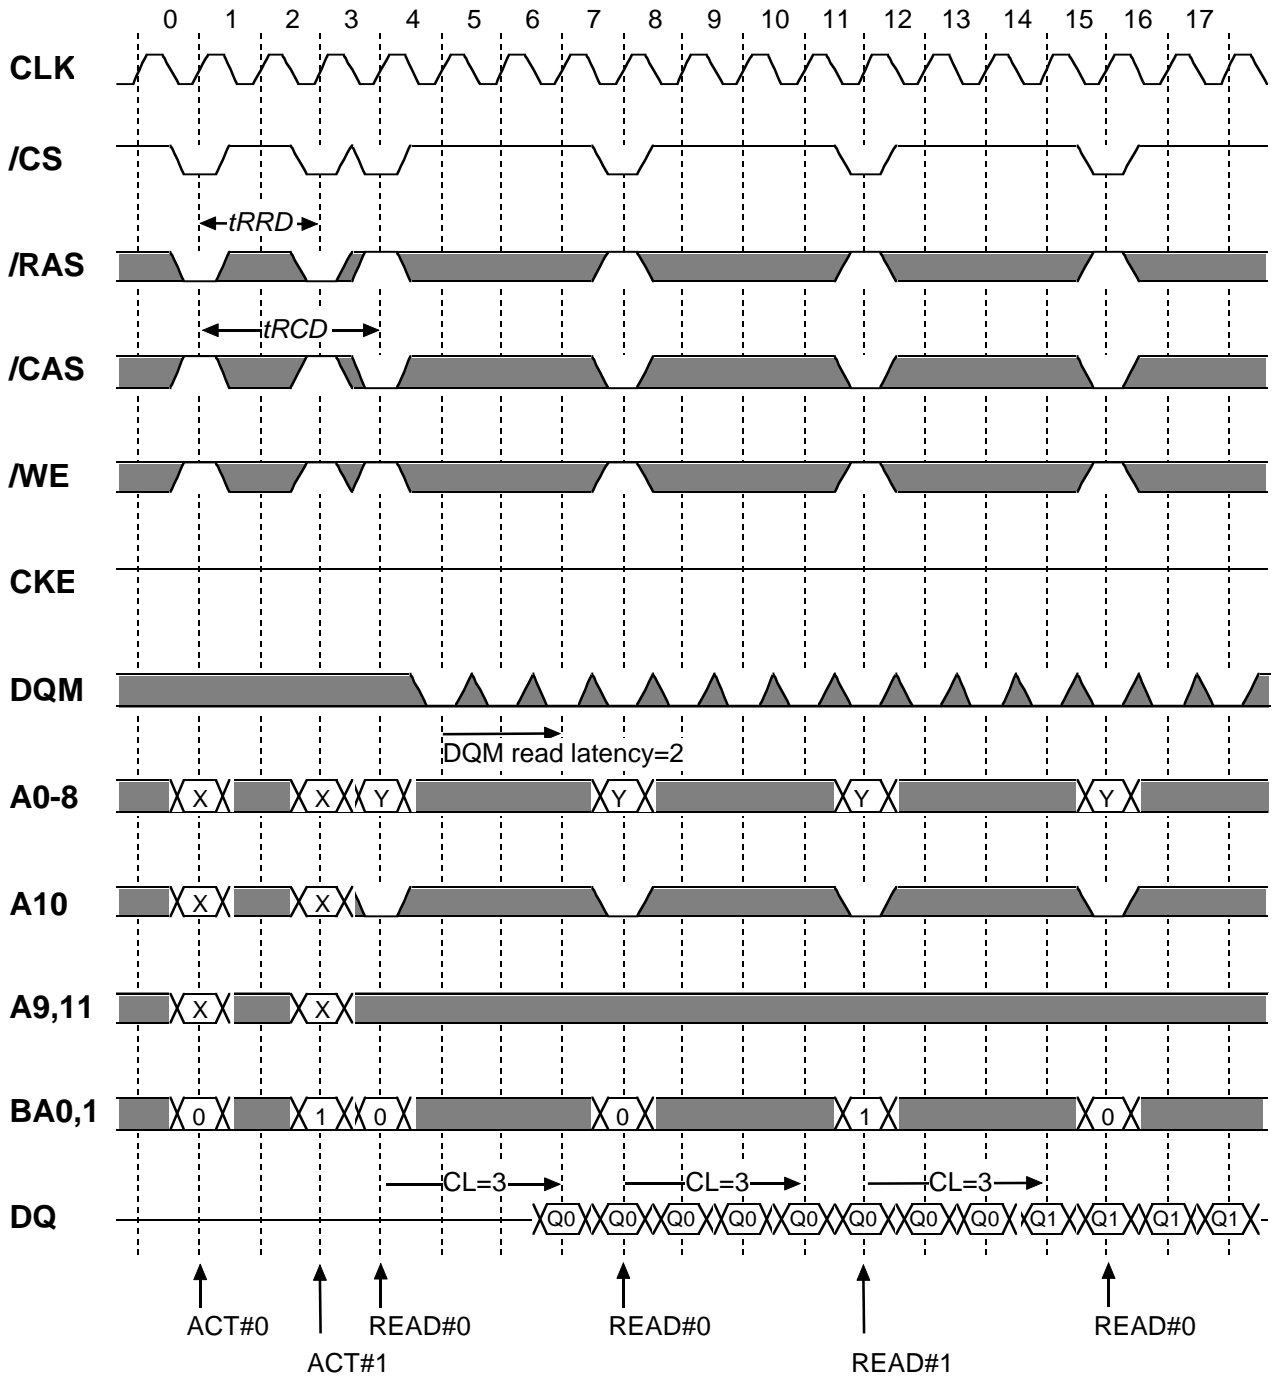 0 1 2 3 4 5 6 7 8 9 10 11 12 13 14 15 16 17
CLK
/CS
tRRD
/RAS
tRCD
/CAS
/WE
CKE
DQM
DQM read latency=2
A0-8 X X Y Y Y Y
A10 X X
A9,11 X X
BA0,1 0 1 0 0 1 0
CL=3 CL=3 CL=3
DQ Q0 Q0 Q0 Q0 Q0 Q0 Q0 Q0 Q1 Q1 Q1 Q1
ACT#0 READ#0 READ#0 READ#0
ACT#1 READ#1